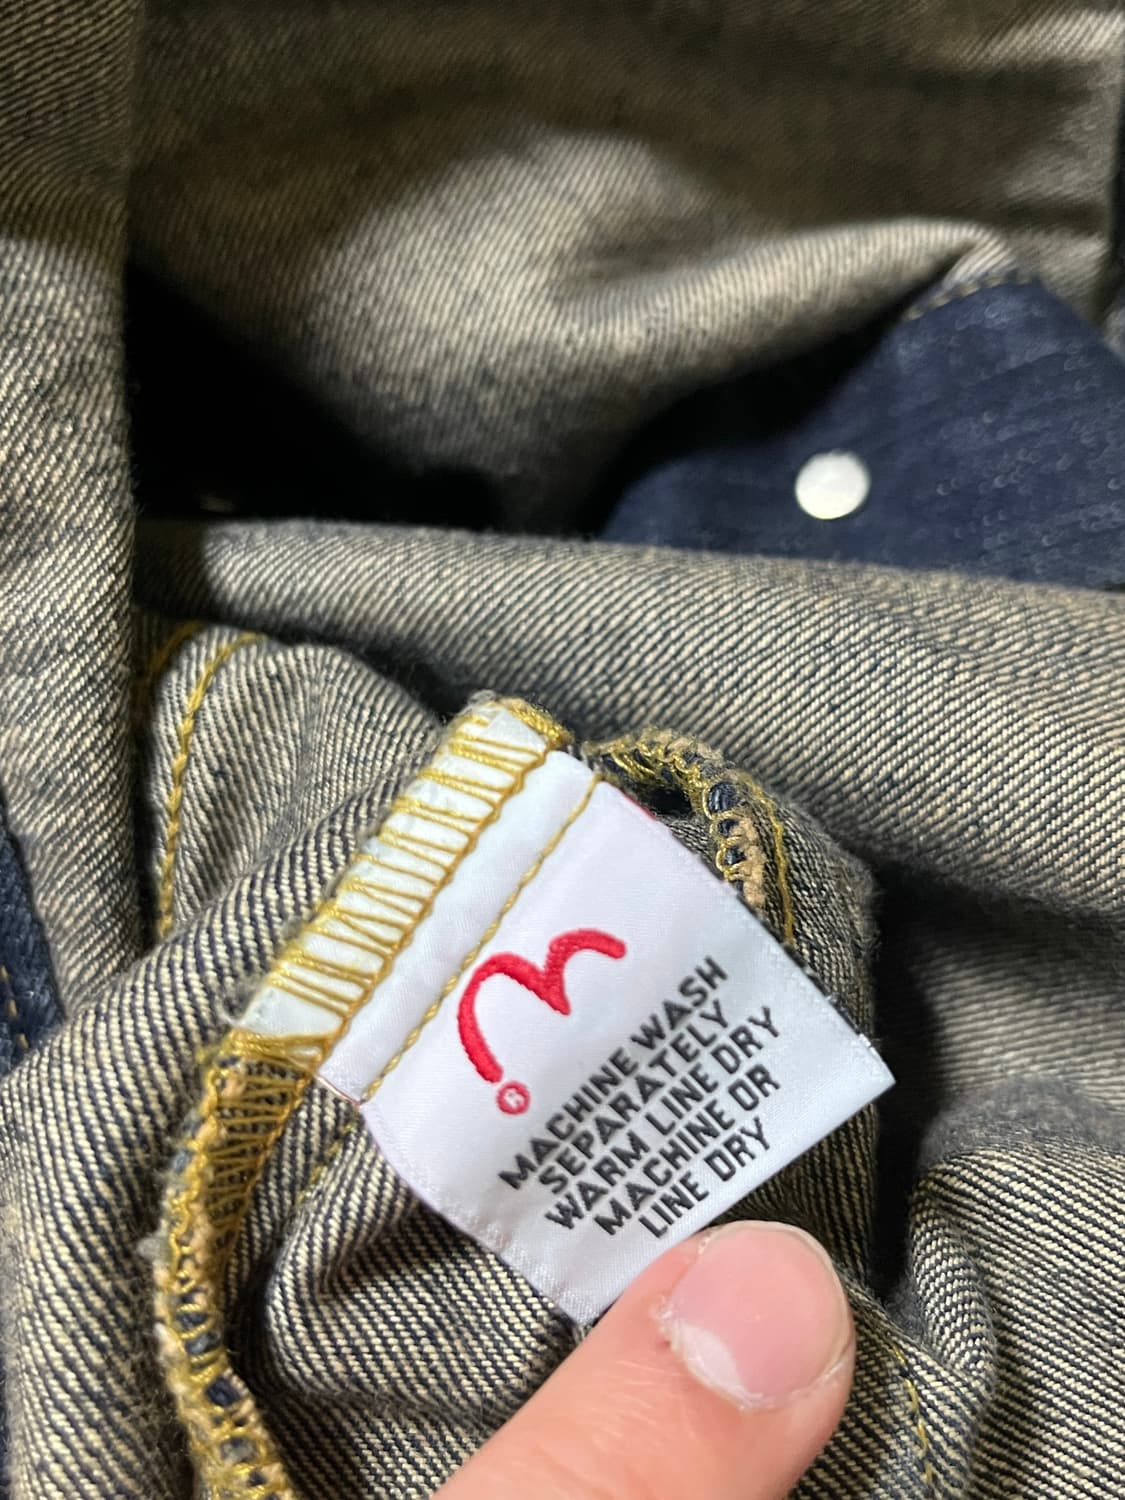 ®
MACHINE WASH
SEPARATELY
WARM LINE DRY
MACHINE OR
LINE DRY